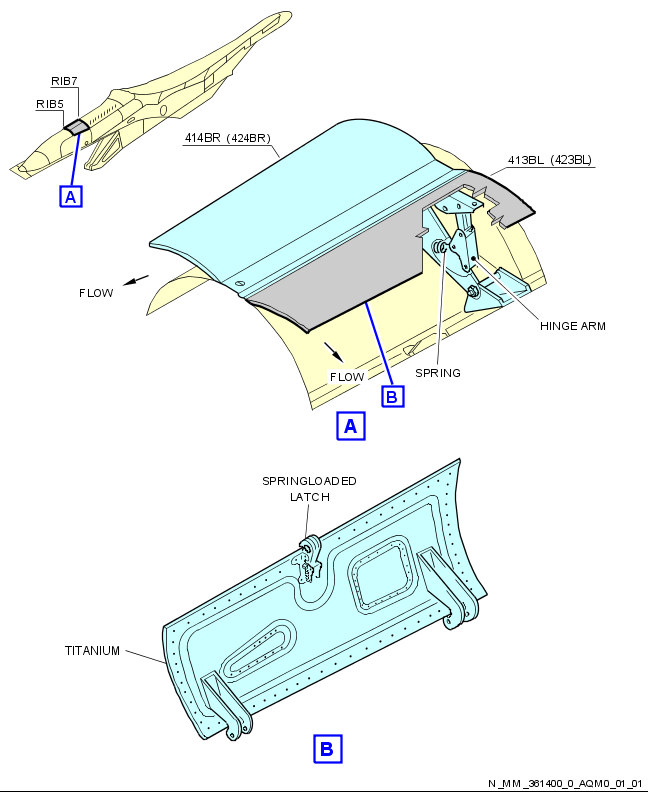 RIB7
RIB5
A
414BR (424BR)
413BL (423BL)
FLOW
HINGE ARM
SPRING
FLOW
B
A
SPRINGLOADED
LATCH
TITANIUM
B
N_MM_361400_0_AQM0_01_01